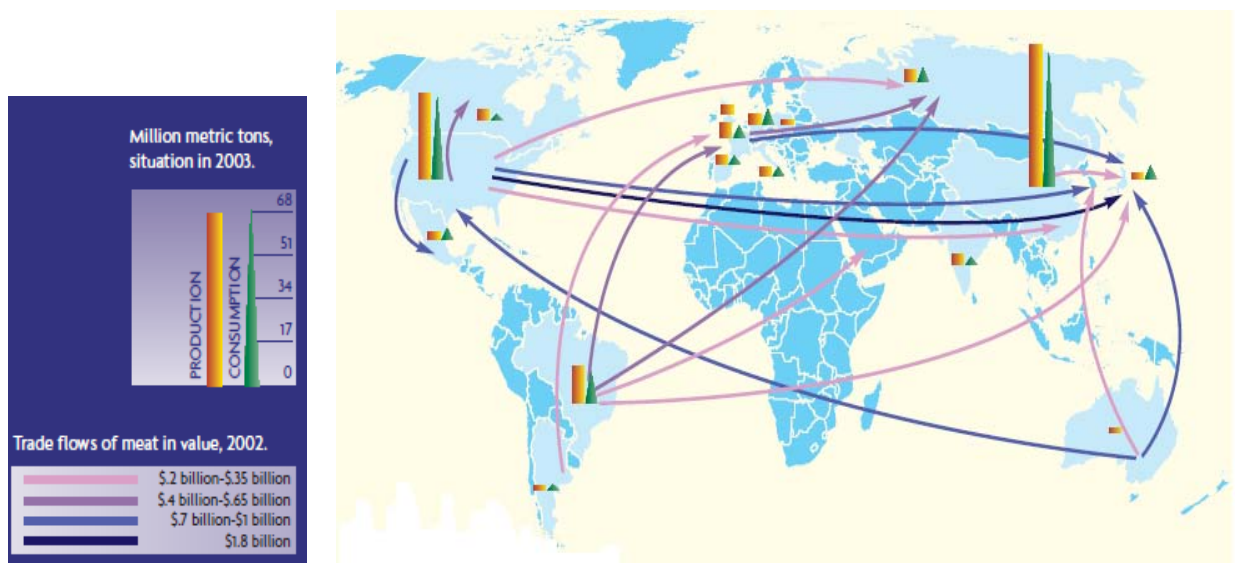 Million metric tons,
situation in 2003.
68
51
34
17
0
PRODUCTION
CONSUMPTION
Trade flows of meat in value, 2002.
$.2 billion-$.35 billion
$.4 billion-$.65 billion
$.7 billion-$1 billion
$1.8 billion